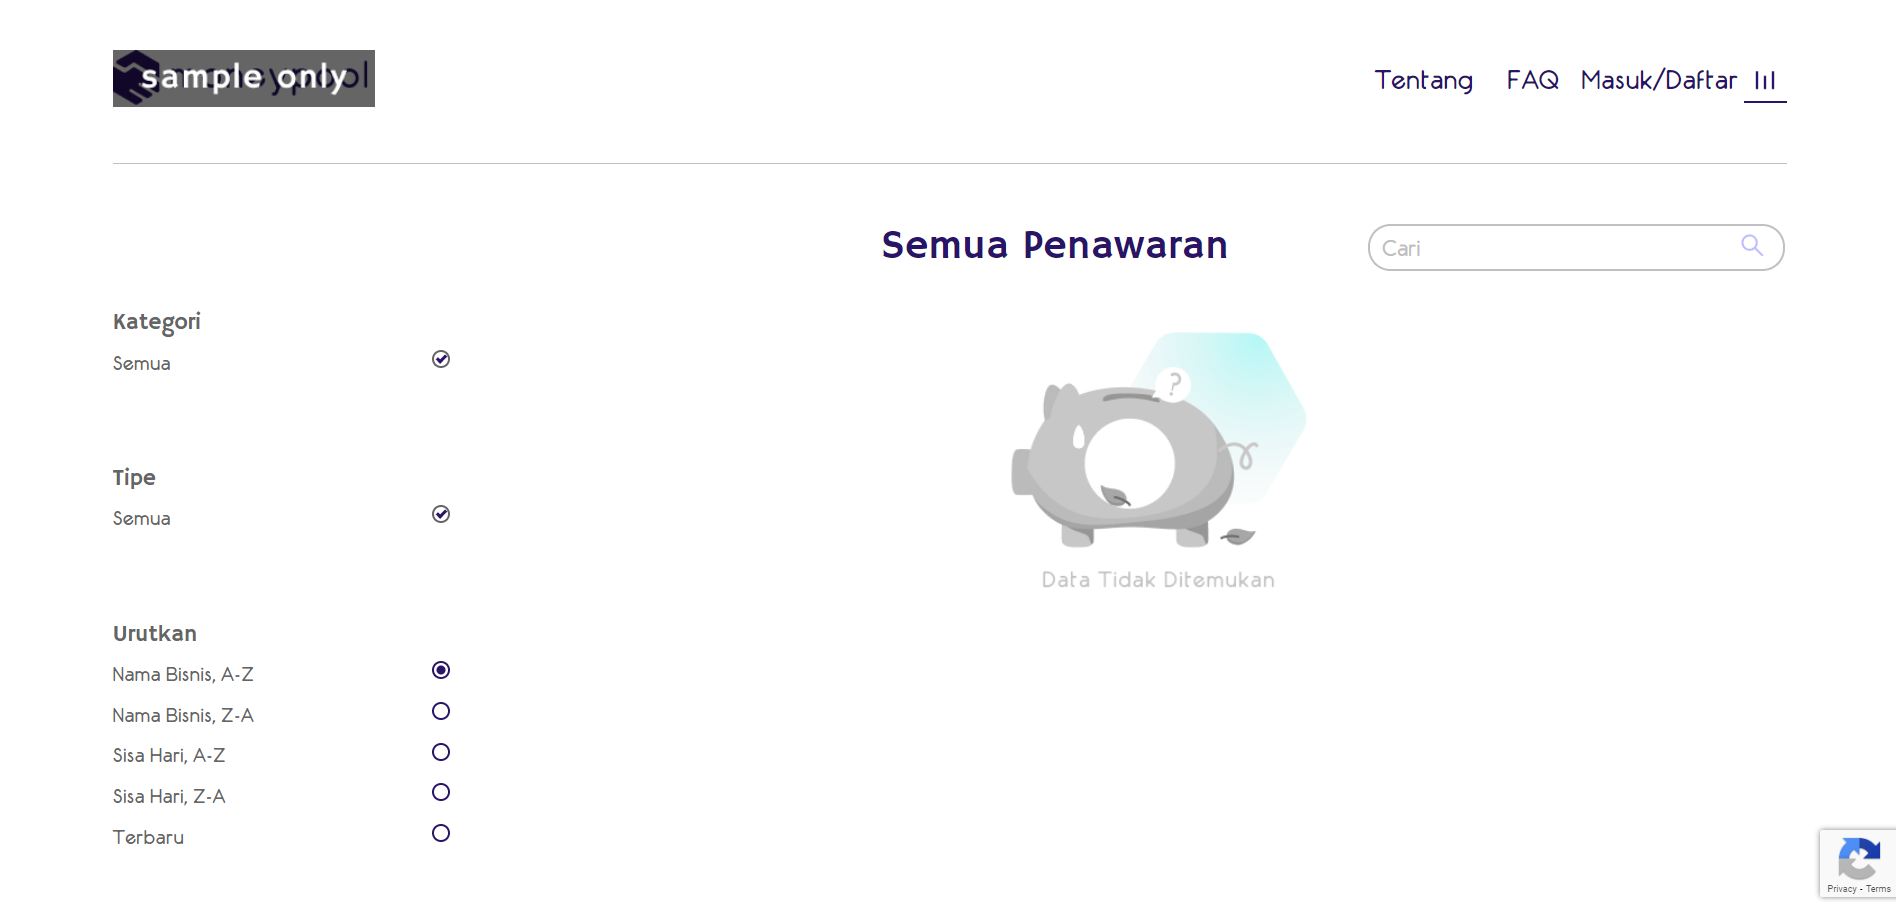 sample only
Tentang FAQ Masuk/Daftar
Semua Penawaran
Cari
Kategori
Semua
?
Tipe
Semua
Data Tidak Ditemukan
Urutkan
Nama Bisnis, A-Z
Nama Bisnis, Z-A
Sisa Hari, A-Z
Sisa Hari, Z-A
Terbaru
Privacy - Terms